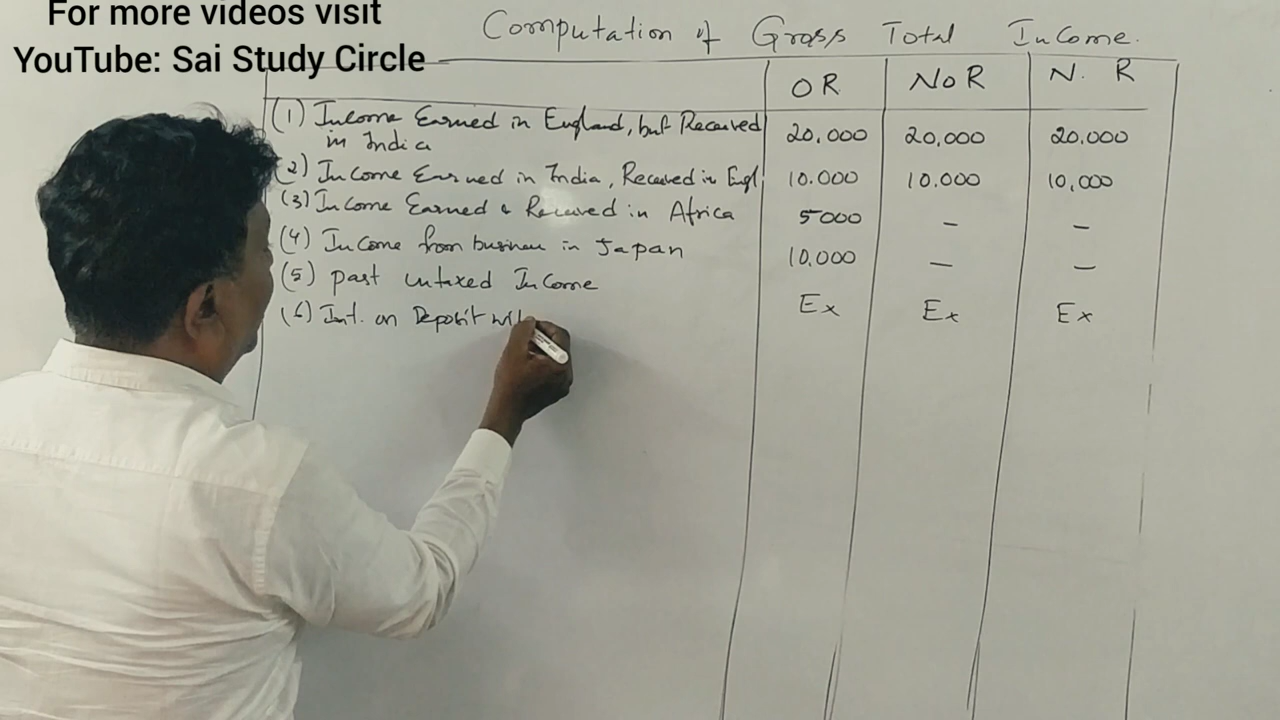 For more videos visit
YouTube: Sai Study Circle
Computation of Gross Total Income.
OR NOR N. R
(1) Income Earned in England, but Received 20,000 20,000 20,000
in India
(2) Income Earned in India, Received in Engl 10.000 10.000 10,000
(3) Income Earned & Received in Africa 5000 — —
(4) Income from business in Japan 10,000 — —
(5) past untaxed Income Ex Ex Ex
(6) Int. on Deposit wit